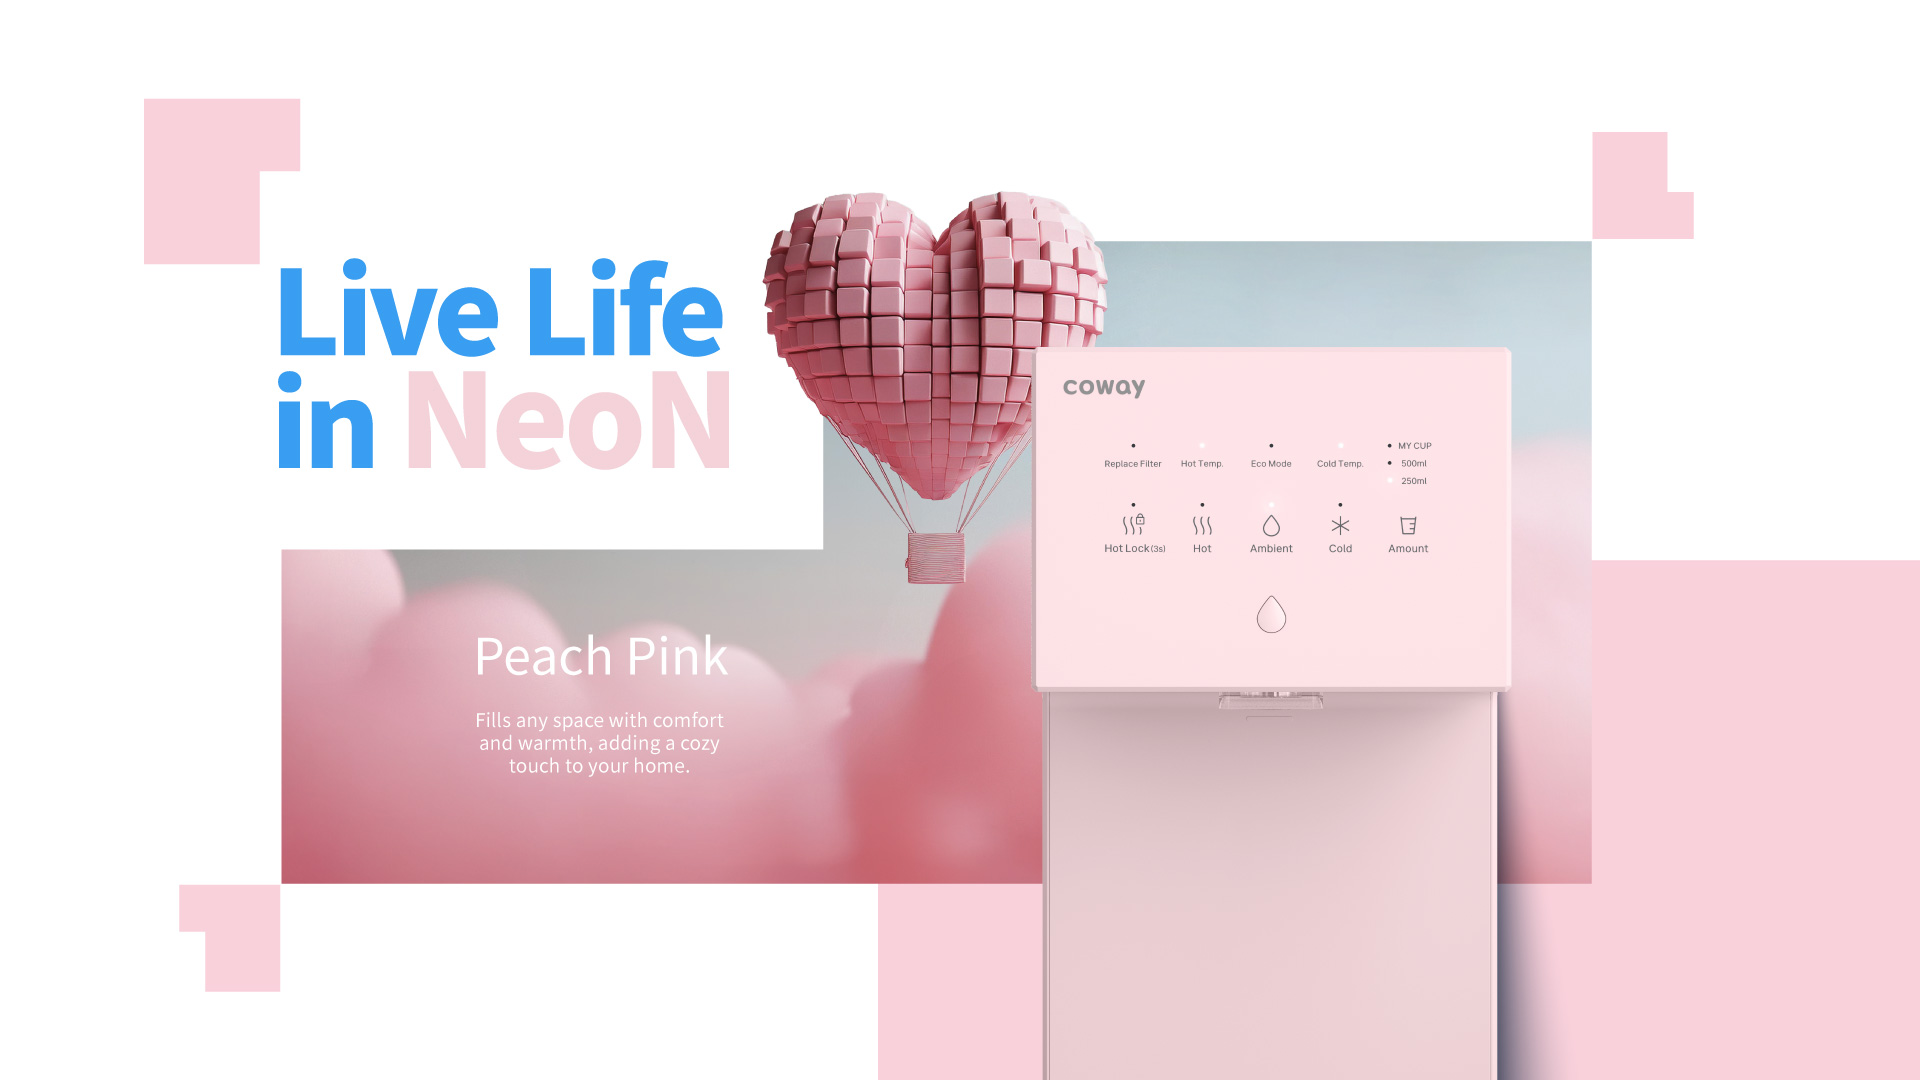 Live Life
in NeoN
Peach Pink
Fills any space with comfort
and warmth, adding a cozy
touch to your home.
coway
Replace Filter Hot Temp. Eco Mode Cold Temp. MY CUP
500ml
250ml
Hot Lock(3s) Hot Ambient Cold Amount